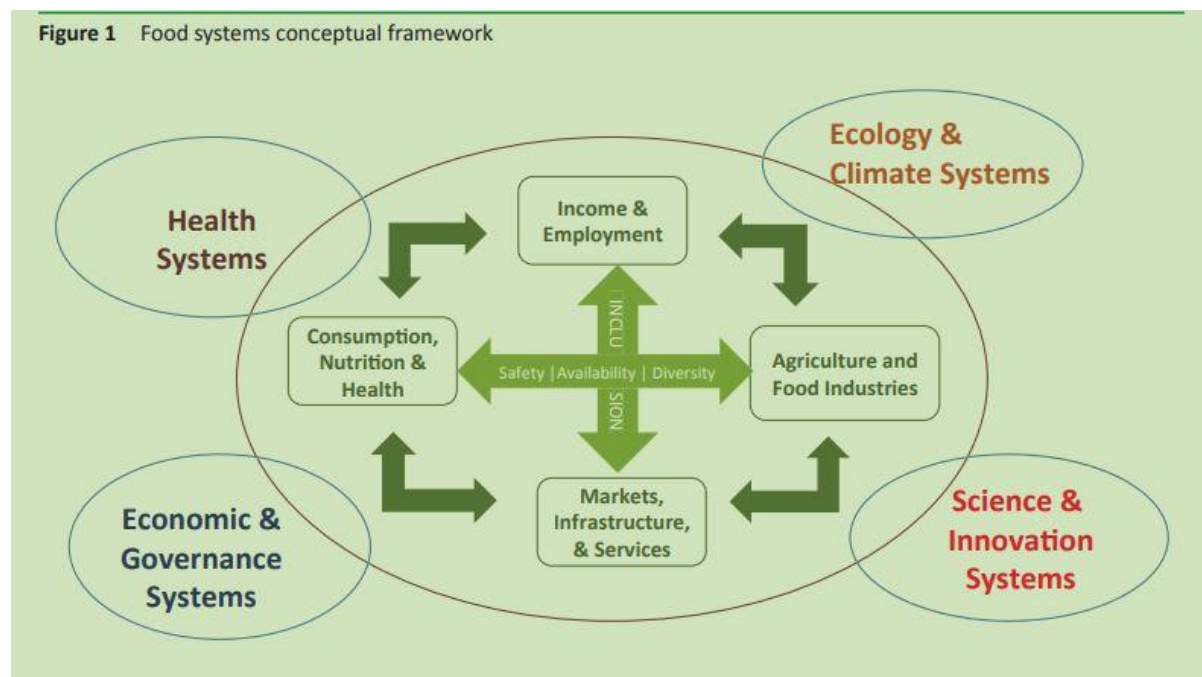 Figure 1 Food systems conceptual framework
Ecology &
Climate Systems
Health
Systems
Income &
Employment
INCLU
Consumption,
Nutrition &
Health
Safety |Availability | Diversity
Agriculture and
Food Industries
SION
Markets,
Infrastructure,
& Services
Economic &
Governance
Systems
Science &
Innovation
Systems